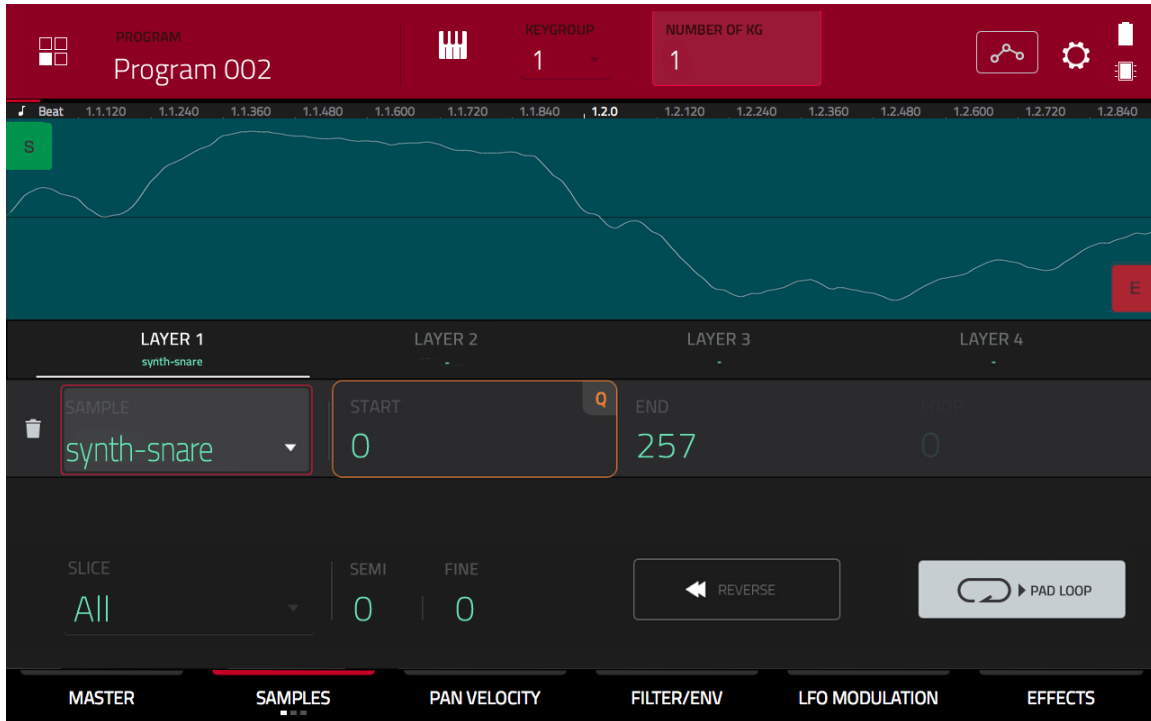 PROGRAM
Program 002
KEYGROUP
1
NUMBER OF KG
1
Beat 1.1.120 1.1.240 1.1.360 1.1.480 1.1.600 1.1.720 1.1.840 1.2.0 1.2.120 1.2.240 1.2.360 1.2.480 1.2.600 1.2.720 1.2.840
S
E
LAYER 1 LAYER 2 LAYER 3 LAYER 4
synth-snare - - -
SAMPLE START Q END LOOP
synth-snare 0 257 0
SLICE SEMI FINE
All 0 0
REVERSE
PAD LOOP
MASTER SAMPLES PAN VELOCITY FILTER/ENV LFO MODULATION EFFECTS